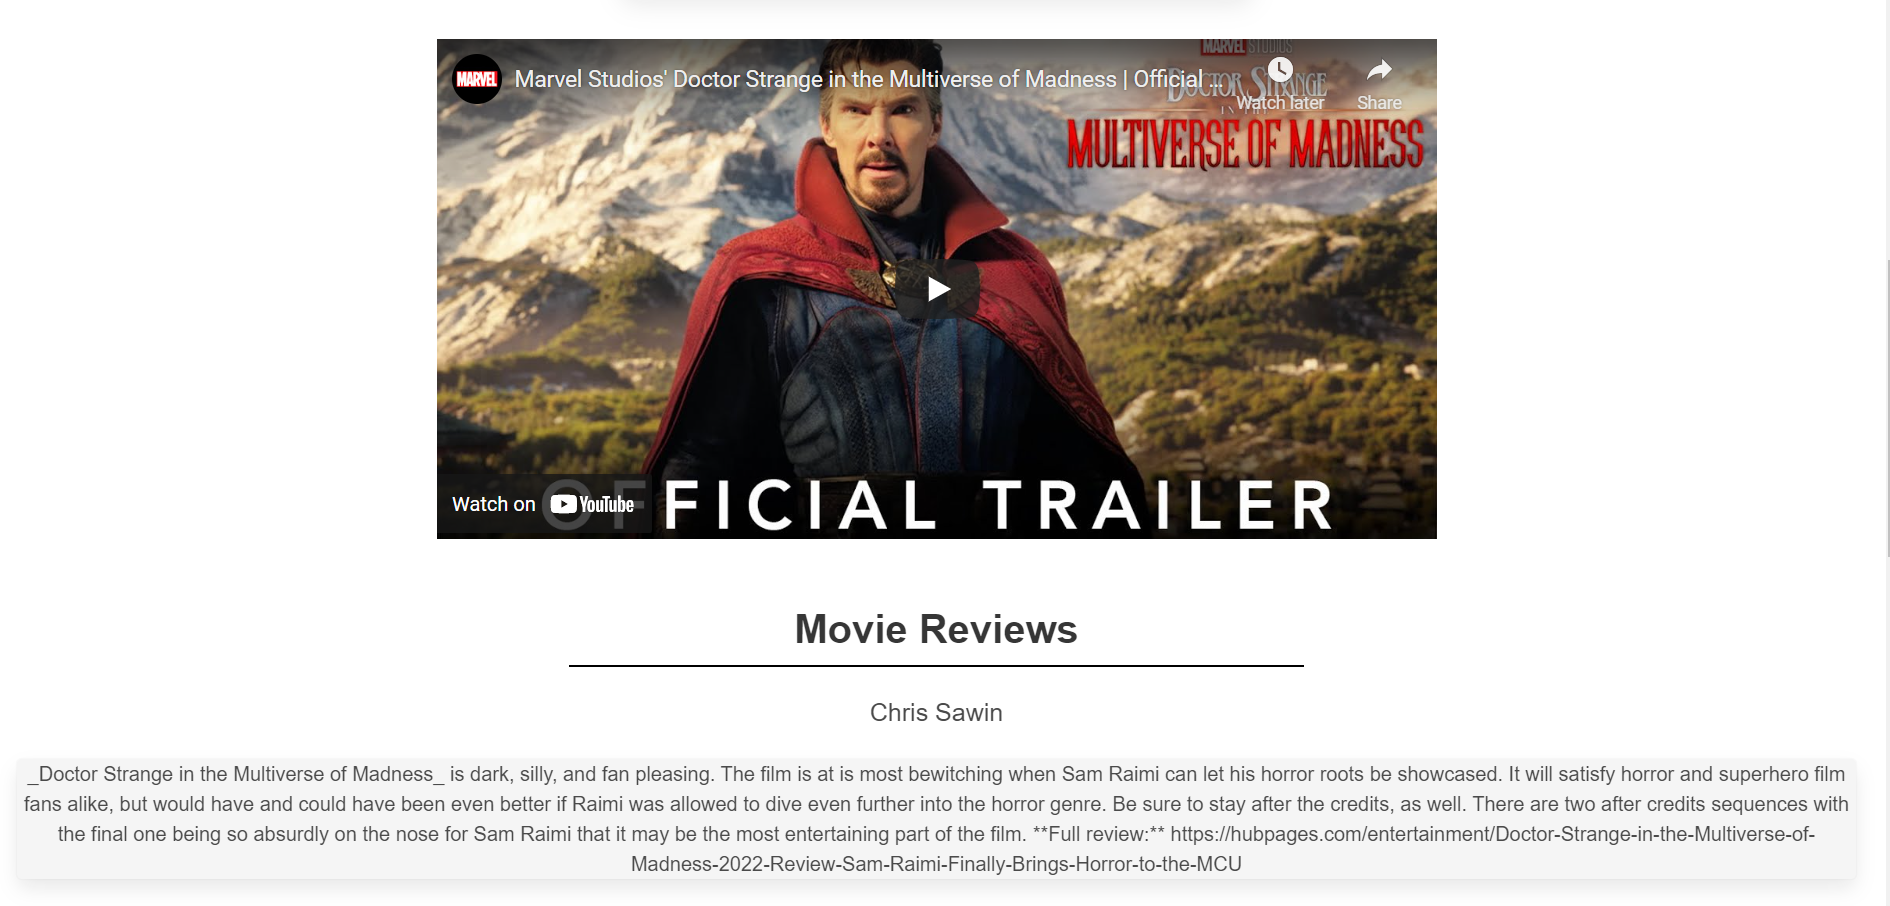 MARVEL STUDIOS
MARVEL
Marvel Studios' Doctor Strange in the Multiverse of Madness | Official ...
DOCTOR STRANGE
IN THE
Watch later
Share
MULTIVERSE OF MADNESS
Watch on YouTube
OFFICIAL TRAILER
Movie Reviews
Chris Sawin
_Doctor Strange in the Multiverse of Madness_ is dark, silly, and fan pleasing. The film is at is most bewitching when Sam Raimi can let his horror roots be showcased. It will satisfy horror and superhero film
fans alike, but would have and could have been even better if Raimi was allowed to dive even further into the horror genre. Be sure to stay after the credits, as well. There are two after credits sequences with
the final one being so absurdly on the nose for Sam Raimi that it may be the most entertaining part of the film. **Full review:** https://hubpages.com/entertainment/Doctor-Strange-in-the-Multiverse-of-
Madness-2022-Review-Sam-Raimi-Finally-Brings-Horror-to-the-MCU